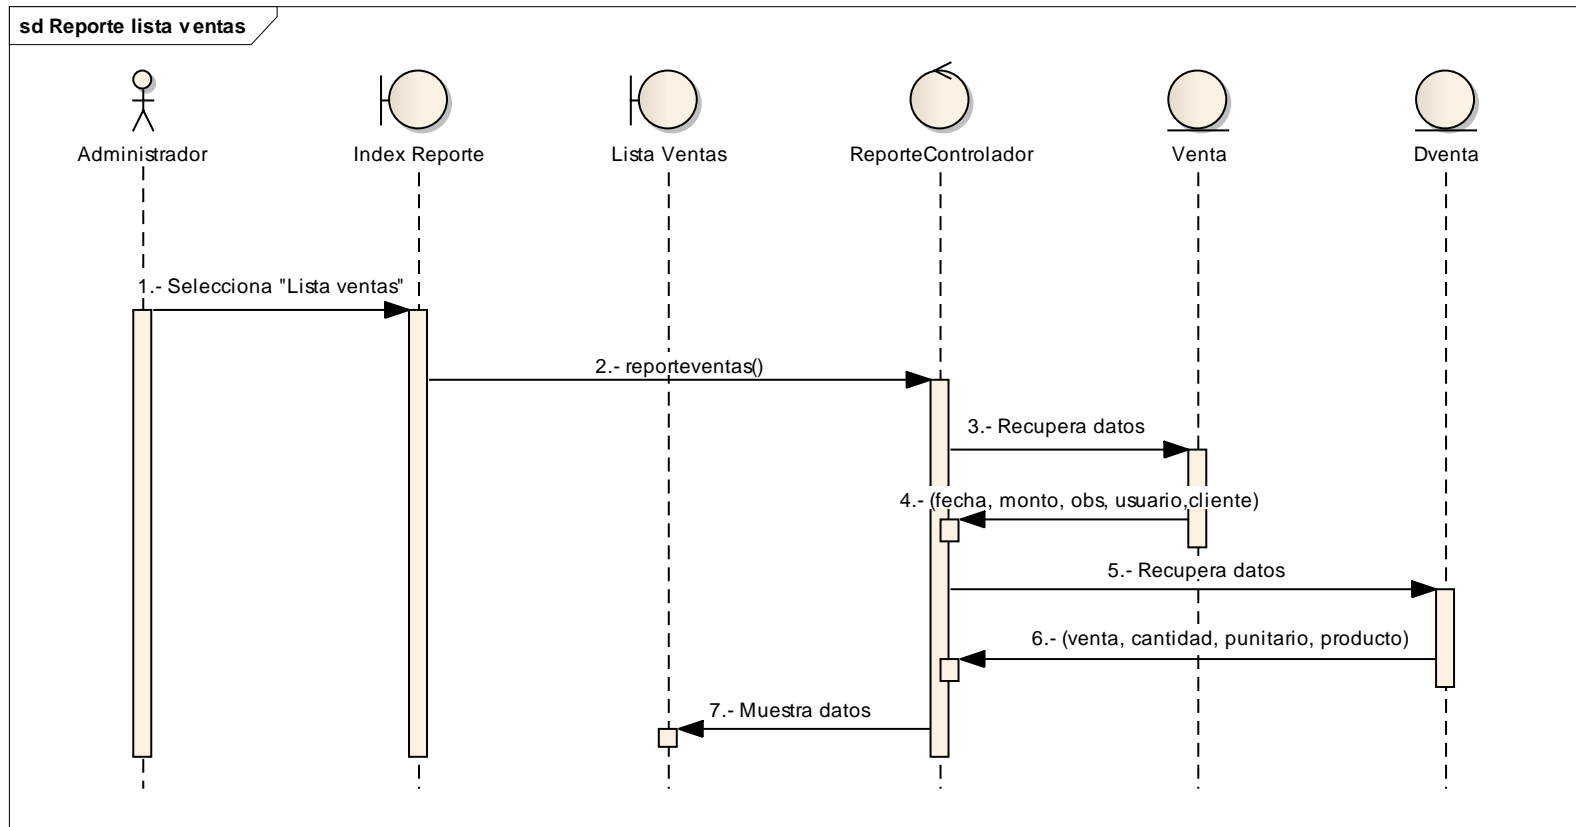 sd Reporte lista ventas
Administrador
Index Reporte
Lista Ventas
ReporteControlador
Venta
Dventa
1.- Selecciona "Lista ventas"
2.- reporteventas()
3.- Recupera datos
4.- (fecha, monto, obs, usuario,cliente)
5.- Recupera datos
6.- (venta, cantidad, punitario, producto)
7.- Muestra datos